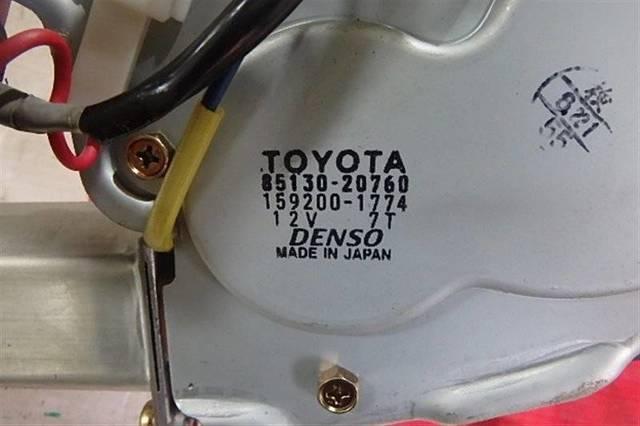 TOYOTA
85130-20760
159200-1774
12V 7T
DENSO
MADE IN JAPAN